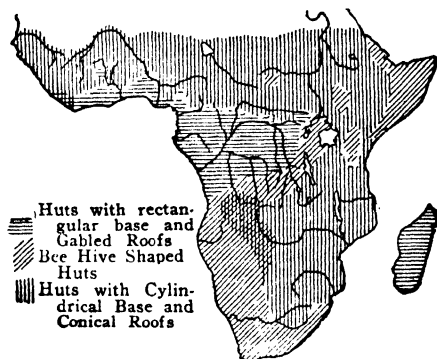 Huts with rectan-
gular base and
Gabled Roofs
Bee Hive Shaped
Huts
Huts with Cylin-
drical Base and
Conical Roofs